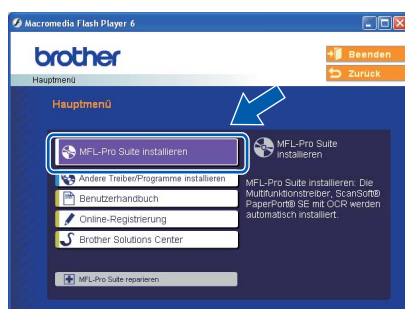 Macromedia Flash Player 6
brother
Beenden
Zurück
Hauptmenü
Hauptmenü
MFL-Pro Suite installieren
Andere Treiber/Programme installieren
Benutzerhandbuch
Online-Registrierung
Brother Solutions Center
MFL-Pro Suite reparieren
MFL-Pro Suite
installieren
MFL-Pro Suite installieren: Die
Multifunktionstreiber, ScanSoft®
PaperPort® SE mit OCR werden
automatisch installiert.